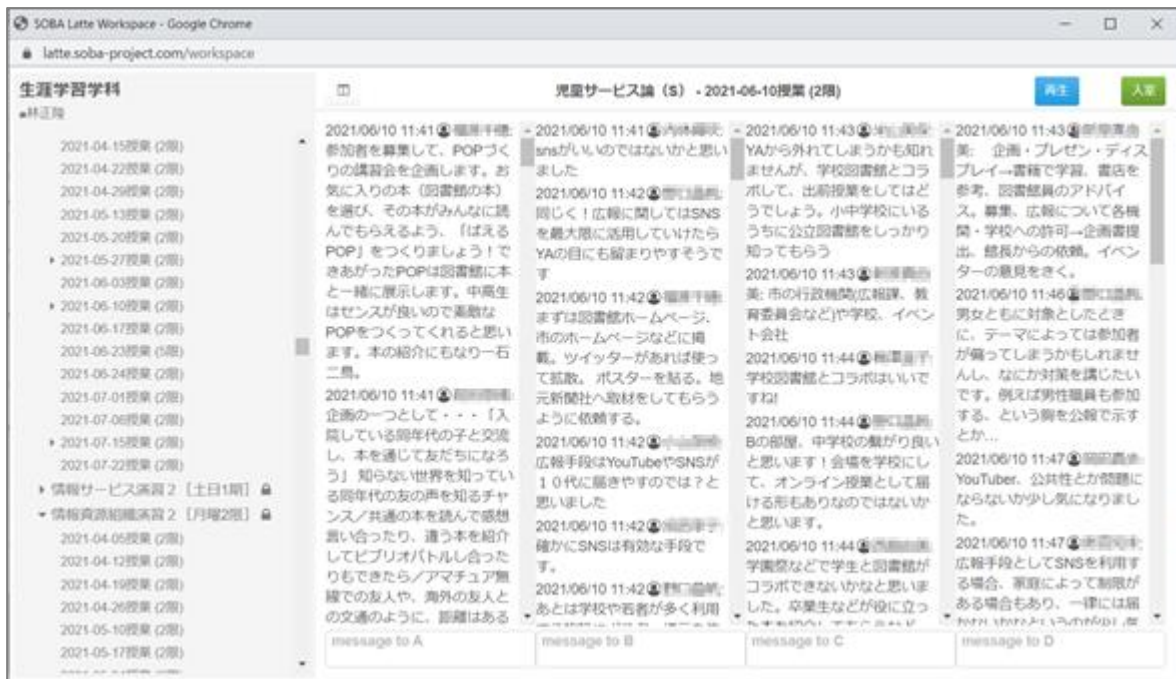 SOBA Latte Workspace - Google Chrome
latte.soba-project.com/workspace
生涯学習学科
林正隆
2021-04-15授業 (2限)
2021-04-22授業 (2限)
2021-04-29授業 (2限)
2021-05-13授業 (2限)
2021-05-20授業 (2限)
2021-05-27授業 (2限)
2021-06-03授業 (2限)
2021-06-10授業 (2限)
2021-06-17授業 (2限)
2021-06-23授業 (5限)
2021-06-24授業 (2限)
2021-07-01授業 (2限)
2021-07-08授業 (2限)
2021-07-15授業 (2限)
2021-07-22授業 (2限)
情報サービス演習2［土日1期］
情報資源組織演習2［月曜2限］
2021-04-05授業 (2限)
2021-04-12授業 (2限)
2021-04-19授業 (2限)
2021-04-26授業 (2限)
2021-05-10授業 (2限)
2021-05-17授業 (2限)
児童サービス論（S）- 2021-06-10授業 (2限)
再生
入室
2021/06/10 11:41
参加者を募集して、POPづく
りの講習会を企画します。お
気に入りの本（図書館の本）
を選び、その本がみんなに読
んでもらえるよう、「ばえる
POP」をつくりましょう！で
きあがったPOPは図書館に本
と一緒に展示します。中高生
はセンスが良いので素敵な
POPをつくってくれると思い
ます。本の紹介にもなり一石
二鳥。
2021/06/10 11:41
企画の一つとして・・・「入
院している同年代の子と交流
し、本を通じて友だちになろ
う」 知らない世界を知ってい
る同年代の友の声を知るチャ
ンス／共通の本を読んで感想
言い合ったり、違う本を紹介
してビブリオバトルし合った
りもできたら／アマチュア無
線での友人や、海外の友人と
の交通のように、距離はある
message to A
2021/06/10 11:41
snsがいいのではないかと思い
ました
2021/06/10 11:42
同じく！広報に関してはSNS
を最大限に活用していけたら
YAの目にも留まりやすそうで
す
2021/06/10 11:42
まずは図書館ホームページ、
市のホームページなどに掲
載。ツイッターがあれば使っ
て拡散。 ポスターを貼る。地
元新聞社へ取材をしてもらう
ように依頼する。
2021/06/10 11:42
広報手段はYouTubeやSNSが
１０代に届きやすのでは？と
思いました
2021/06/10 11:42
確かにSNSは有効な手段で
す。
2021/06/10 11:42
あとは学校や若者が多く利用
message to B
2021/06/10 11:43
YAから外れてしまうかも知れ
ませんが、学校図書館とコラ
ボして、出前授業をしてはど
うでしょう。小中学校にいる
うちに公立図書館をしっかり
知ってもらう
2021/06/10 11:43
美: 市の行政機関(広報課、教
育委員会など)や学校、イベン
ト会社
2021/06/10 11:44
学校図書館とコラボはいいで
すね!
2021/06/10 11:44
Bの部屋、中学校の繋がり良い
と思います！会場を学校にし
て、オンライン授業として届
ける形もありなのではないか
と思います。
2021/06/10 11:44
学園祭などで学生と図書館が
コラボできないかなと思いま
した。卒業生などが役に立っ
message to C
2021/06/10 11:43
美: 企画・プレゼン・ディス
プレイ→書籍で学習、書店を
参考、図書館員のアドバイ
ス。募集、広報について各機
関・学校への許可→企画書提
出、館長からの依頼。イベン
ターの意見をきく。
2021/06/10 11:46
男女ともに対象としたとき
に、テーマによっては参加者
が偏ってしまうかもしれませ
んし、なにか対策を講じたい
です。例えば男性職員も参加
する、という胸を公報で示す
とか...
2021/06/10 11:47
YouTuber、公共性とか問題に
ならないか少し気になりまし
た。
2021/06/10 11:47
広報手段としてSNSを利用す
る場合、家庭によって制限が
ある場合もあり、一律には届
message to D